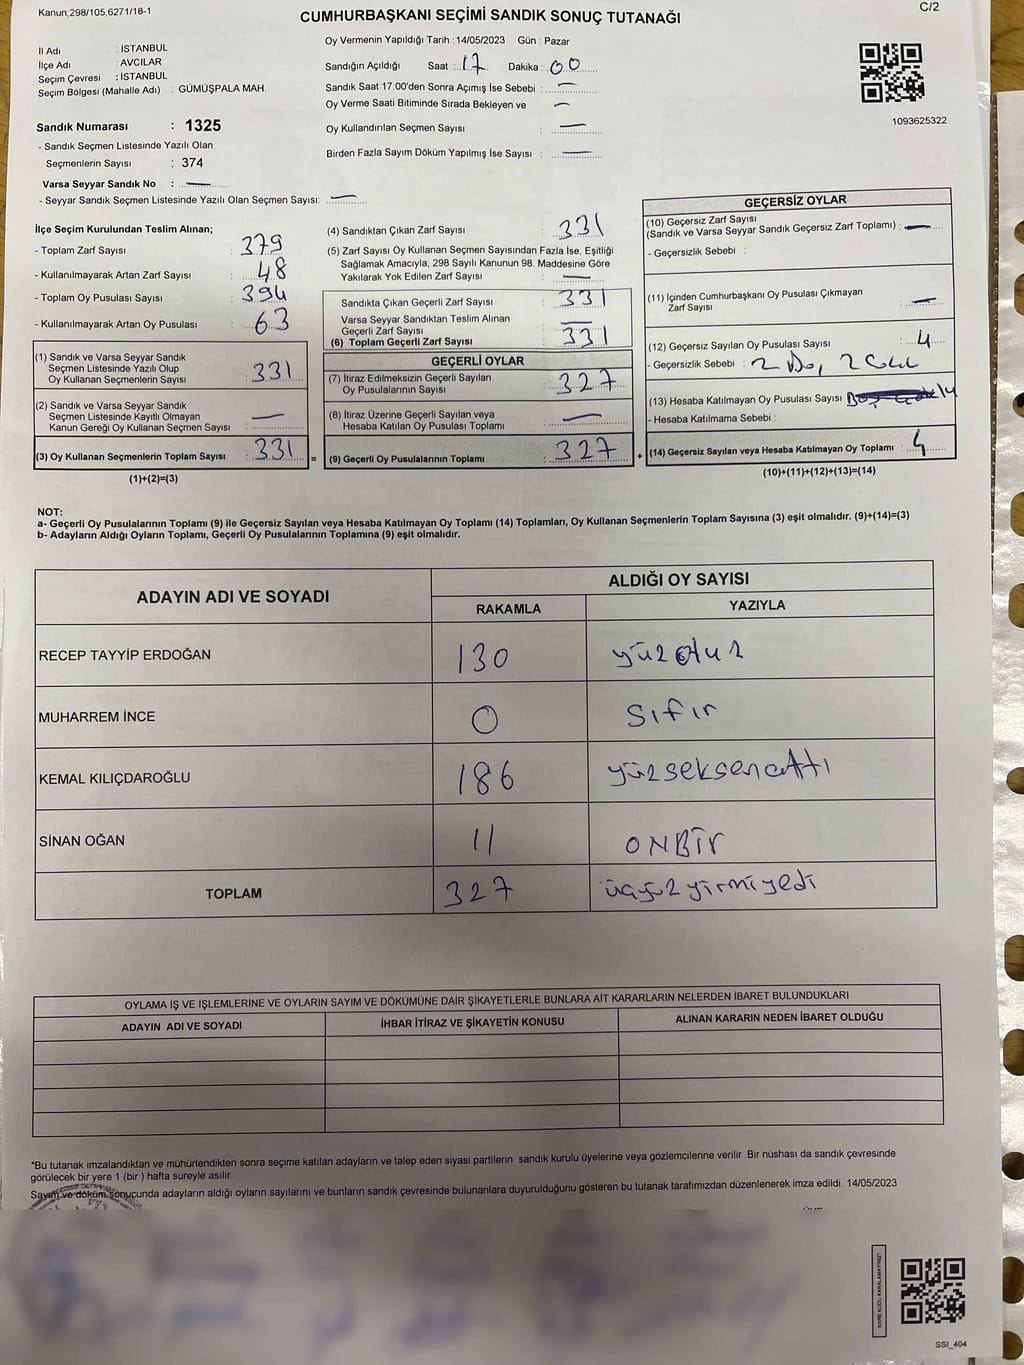 Kanun;298/105,6271/18-1
C/2
CUMHURBAŞKANI SEÇİMİ SANDIK SONUÇ TUTANAĞI
İl Adı : İSTANBUL
İlçe Adı : AVCILAR
Seçim Çevresi : İSTANBUL
Seçim Bölgesi (Mahalle Adı) : GÜMÜŞPALA MAH.
Sandık Numarası : 1325
- Sandık Seçmen Listesinde Yazılı Olan
Seçmenlerin Sayısı : 374
Varsa Seyyar Sandık No : —
- Seyyar Sandık Seçmen Listesinde Yazılı Olan Seçmen Sayısı: —
Oy Vermenin Yapıldığı Tarih : 14/05/2023 Gün : Pazar
Sandığın Açıldığı Saat : 17 Dakika : 00
Sandık Saat 17:00'den Sonra Açımış İse Sebebi : —
Oy Verme Saati Bitiminde Sırada Bekleyen ve —
Oy Kullandırılan Seçmen Sayısı : —
Birden Fazla Sayım Döküm Yapılmış İse Sayısı : —
1093625322
İlçe Seçim Kurulundan Teslim Alınan;
- Toplam Zarf Sayısı : 379
- Kullanılmayarak Artan Zarf Sayısı : 48
- Toplam Oy Pusulası Sayısı : 394
- Kullanılmayarak Artan Oy Pusulası : 63
(1) Sandık ve Varsa Seyyar Sandık
Seçmen Listesinde Yazılı Olup
Oy Kullanan Seçmenlerin Sayısı : 331
(2) Sandık ve Varsa Seyyar Sandık
Seçmen Listesinde Kayıtlı Olmayan
Kanun Gereği Oy Kullanan Seçmen Sayısı : —
(3) Oy Kullanan Seçmenlerin Toplam Sayısı : 331 =
(1)+(2)=(3)
(4) Sandıktan Çıkan Zarf Sayısı : 331
(5) Zarf Sayısı Oy Kullanan Seçmen Sayısından Fazla İse, Eşitliği
Sağlamak Amacıyla; 298 Sayılı Kanunun 98. Maddesine Göre
Yakılarak Yok Edilen Zarf Sayısı : —
Sandıkta Çıkan Geçerli Zarf Sayısı : 331
Varsa Seyyar Sandıktan Teslim Alınan
Geçerli Zarf Sayısı : —
(6) Toplam Geçerli Zarf Sayısı : 331
GEÇERLİ OYLAR
(7) İtiraz Edilmeksizin Geçerli Sayılan
Oy Pusulalarının Sayısı : 327
(8) İtiraz Üzerine Geçerli Sayılan veya
Hesaba Katılan Oy Pusulası Toplamı : —
(9) Geçerli Oy Pusulalarının Toplamı : 327 +
GEÇERSİZ OYLAR
(10) Geçersiz Zarf Sayısı
(Sandık ve Varsa Seyyar Sandık Geçersiz Zarf Toplamı) : —
- Geçersizlik Sebebi :
(11) İçinden Cumhurbaşkanı Oy Pusulası Çıkmayan
Zarf Sayısı : —
(12) Geçersiz Sayılan Oy Pusulası Sayısı : 4
- Geçersizlik Sebebi : 2 2
(13) Hesaba Katılmayan Oy Pusulası Sayısı
- Hesaba Katılmama Sebebi :
(14) Geçersiz Sayılan veya Hesaba Katılmayan Oy Toplamı : 4
(10)+(11)+(12)+(13)=(14)
NOT:
a- Geçerli Oy Pusulalarının Toplamı (9) ile Geçersiz Sayılan veya Hesaba Katılmayan Oy Toplamı (14) Toplamları, Oy Kullanan Seçmenlerin Toplam Sayısına (3) eşit olmalıdır. (9)+(14)=(3)
b- Adayların Aldığı Oyların Toplamı, Geçerli Oy Pusulalarının Toplamına (9) eşit olmalıdır.
ADAYIN ADI VE SOYADI
ALDIĞI OY SAYISI
RAKAMLA YAZIYLA
RECEP TAYYİP ERDOĞAN 130 yüzotuz
MUHARREM İNCE 0 sıfır
KEMAL KILIÇDAROĞLU 186 yüzseksenaltı
SİNAN OĞAN 11 ONBİR
TOPLAM 327 üçyüzyirmiyedi
OYLAMA İŞ VE İŞLEMLERİNE VE OYLARIN SAYIM VE DÖKÜMÜNE DAİR ŞİKAYETLERLE BUNLARA AİT KARARLARIN NELERDEN İBARET BULUNDUKLARI
ADAYIN ADI VE SOYADI İHBAR İTİRAZ VE ŞİKAYETİN KONUSU ALINAN KARARIN NEDEN İBARET OLDUĞU
*Bu tutanak imzalandıktan ve mühürlendikten sonra seçime katılan adayların ve talep eden siyasi partilerin sandık kurulu üyelerine veya gözlemcilerine verilir .Bir nüshası da sandık çevresinde
görülecek bir yere 1 (bir ) hafta süreyle asılır.
Sayım ve döküm sonucunda adayların aldığı oyların sayılarını ve bunların sandık çevresinde bulunanlara duyurulduğunu gösteren bu tutanak tarafımızdan düzenlenerek imza edildi. 14/05/2023
KARE KODU KARALAMAYINIZ!
SSİ_404